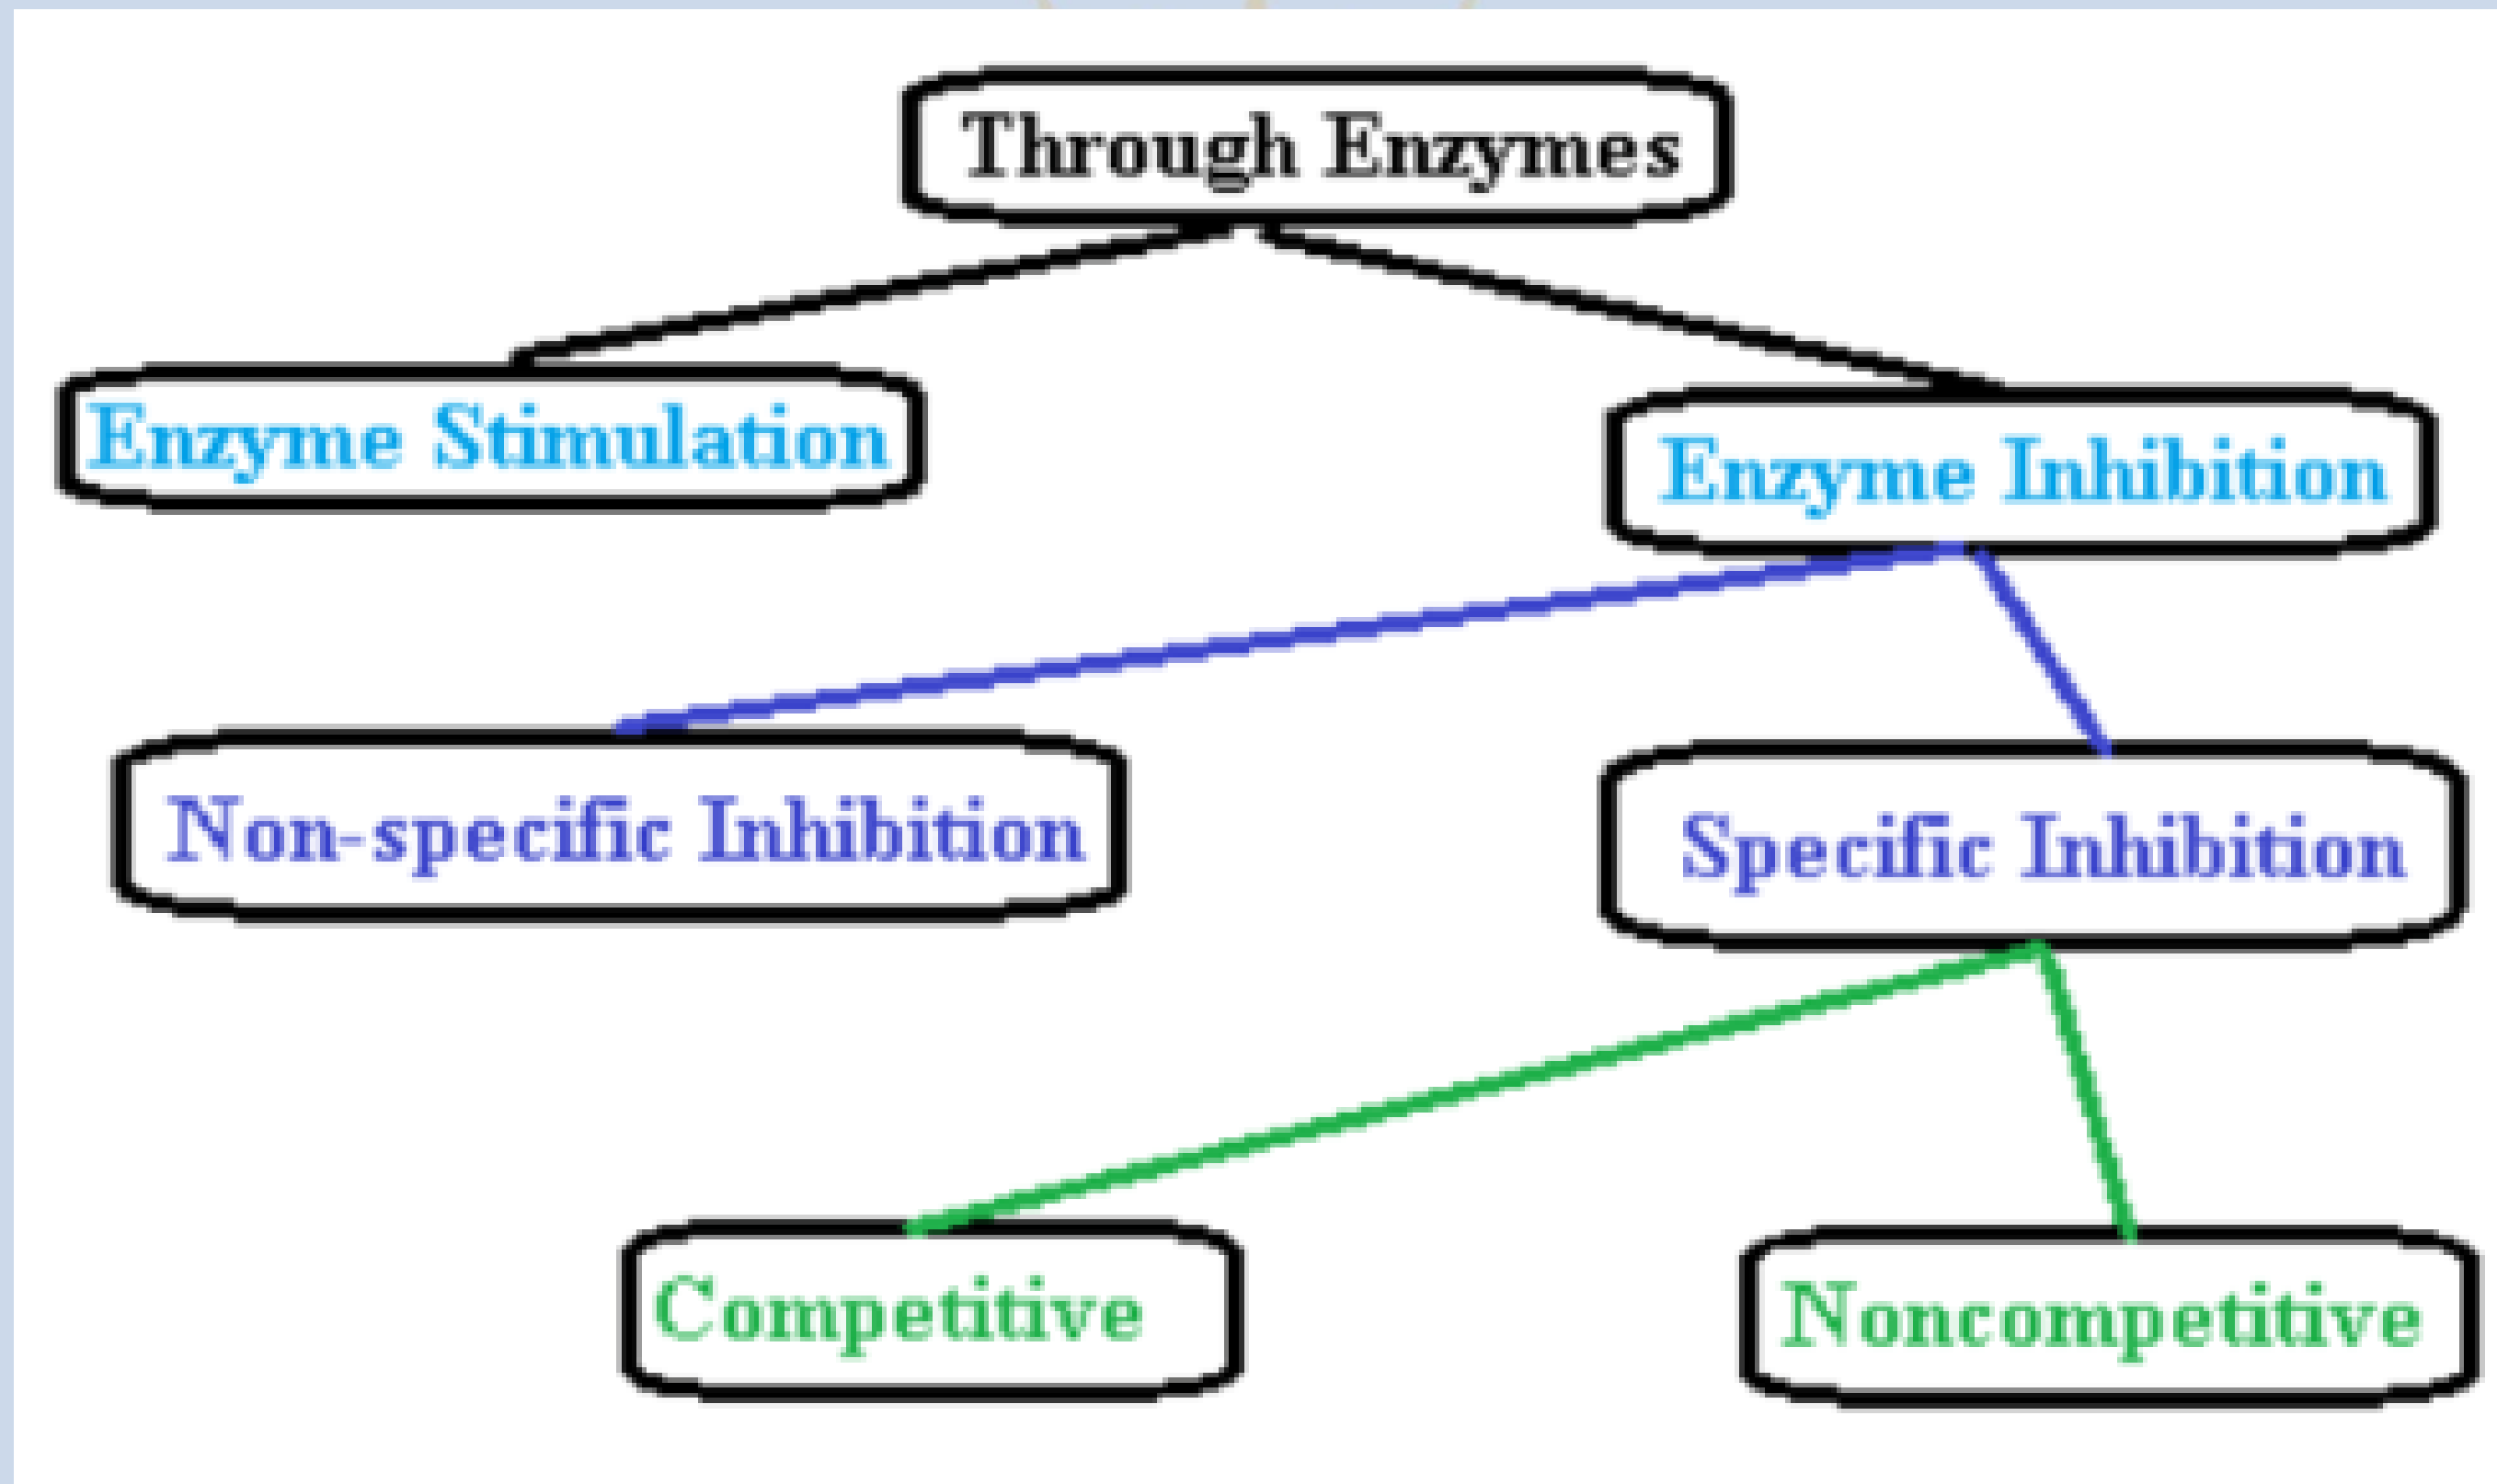 Through Enzymes
Enzyme Stimulation
Enzyme Inhibition
Non-specific Inhibition
Specific Inhibition
Competitive
Noncompetitive